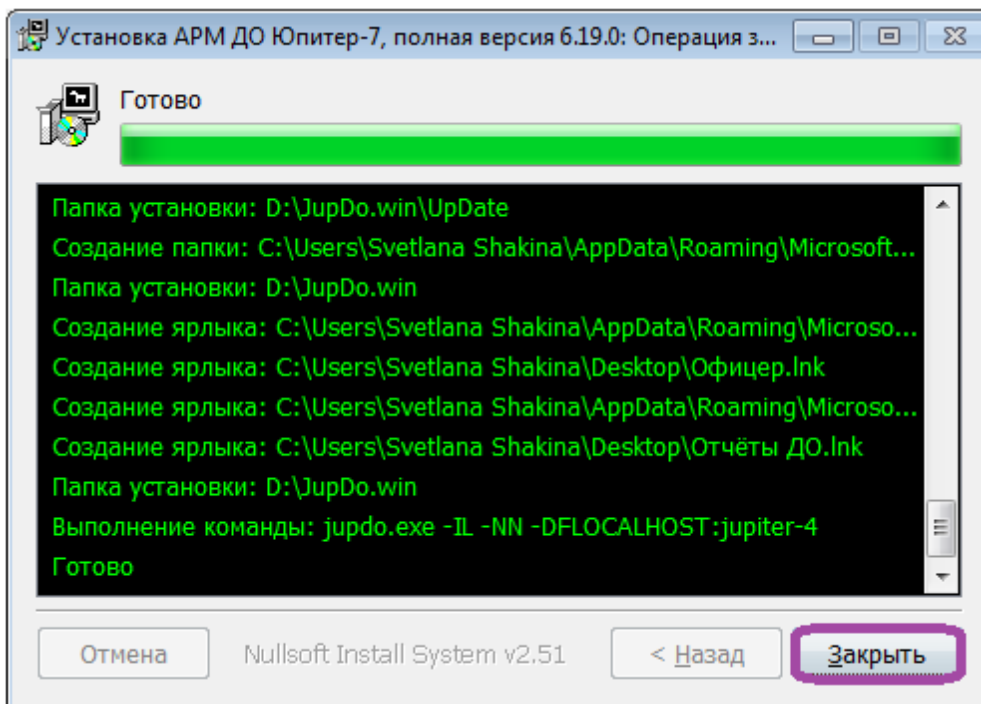 Установка АРМ ДО Юпитер-7, полная версия 6.19.0: Операция з...
Готово
Папка установки: D:\JupDo.win\UpDate
Создание папки: C:\Users\Svetlana Shakina\AppData\Roaming\Microsoft...
Папка установки: D:\JupDo.win
Создание ярлыка: C:\Users\Svetlana Shakina\AppData\Roaming\Microso...
Создание ярлыка: C:\Users\Svetlana Shakina\Desktop\Офицер.lnk
Создание ярлыка: C:\Users\Svetlana Shakina\AppData\Roaming\Microso...
Создание ярлыка: C:\Users\Svetlana Shakina\Desktop\Отчёты ДО.lnk
Папка установки: D:\JupDo.win
Выполнение команды: jupdo.exe -IL -NN -DFLOCALHOST:jupiter-4
Готово
Отмена Nullsoft Install System v2.51 < Назад Закрыть